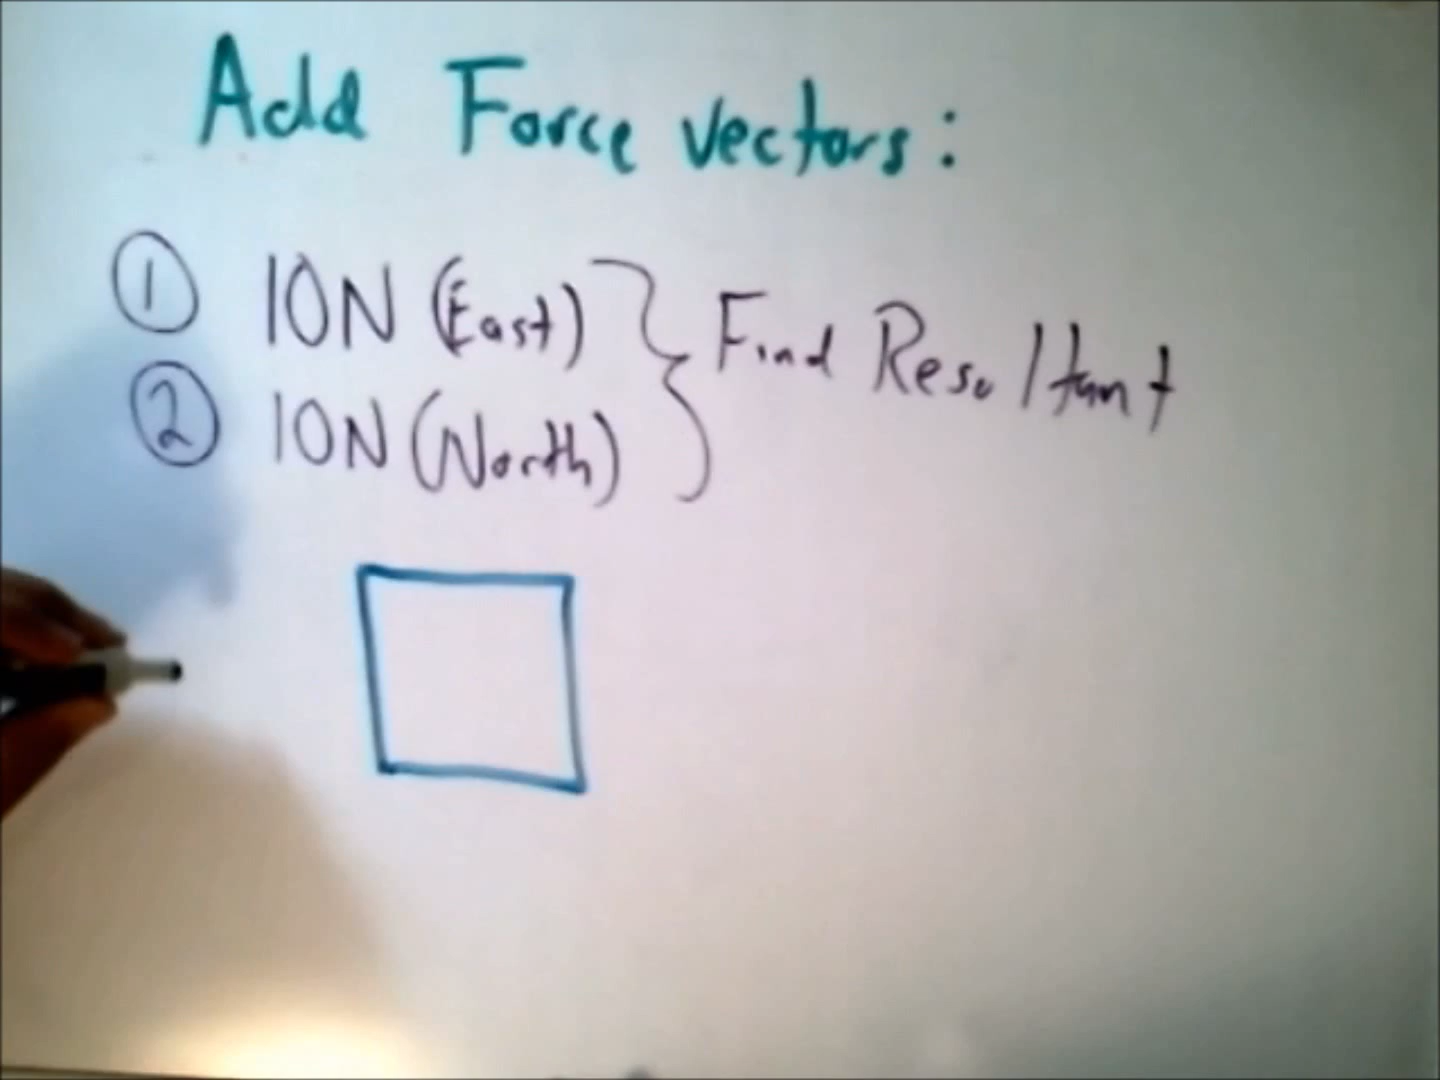 Add Force vectors:
① 10N (East)
② 10N (North)
Find Resultant